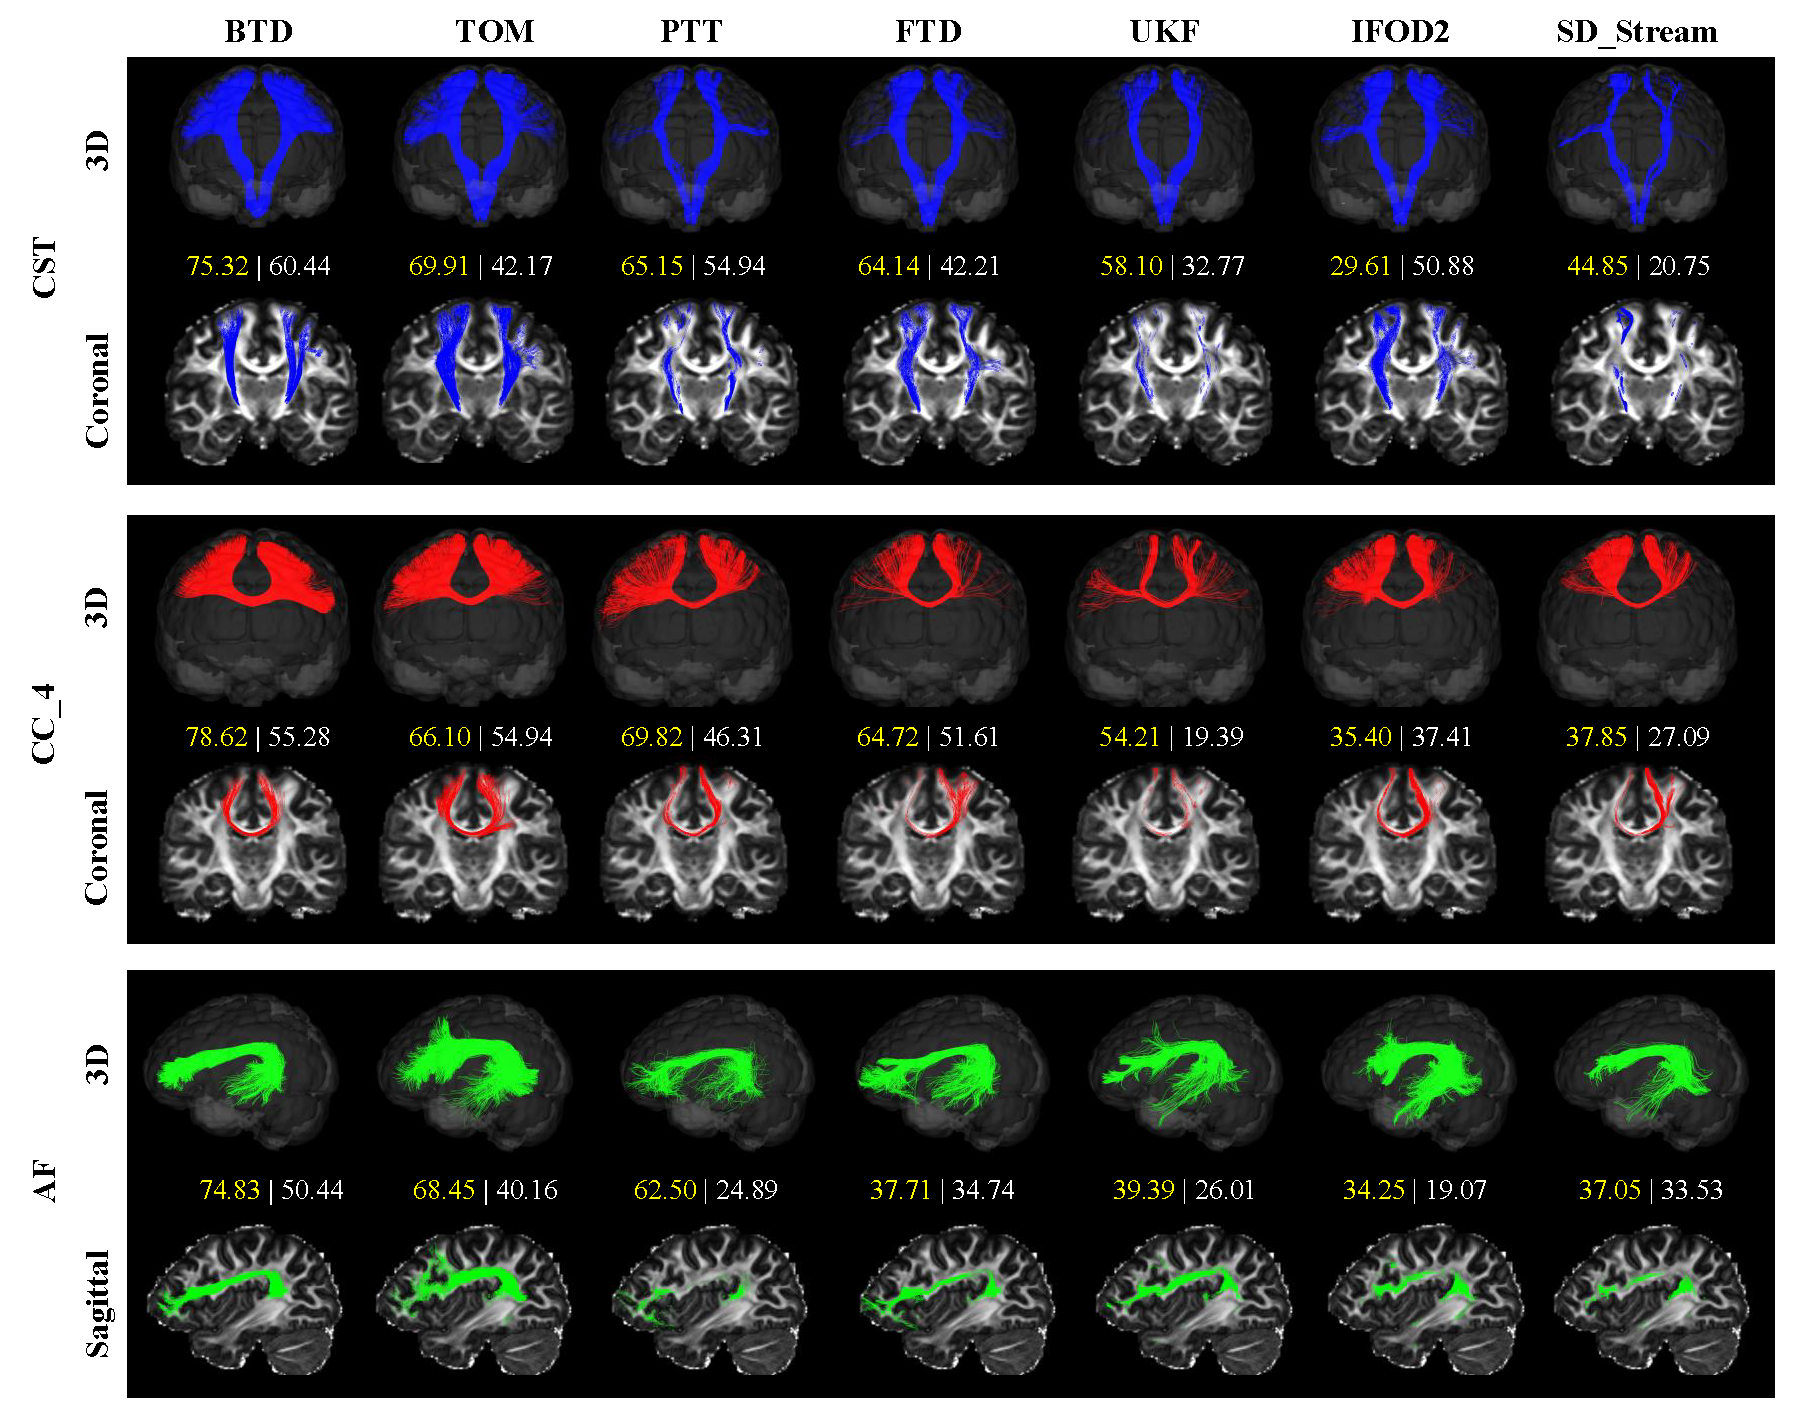 BTD TOM PTT FTD UKF IFOD2 SD_Stream
CST
3D
75.32 | 60.44 69.91 | 42.17 65.15 | 54.94 64.14 | 42.21 58.10 | 32.77 29.61 | 50.88 44.85 | 20.75
Coronal
CC_4
3D
78.62 | 55.28 66.10 | 54.94 69.82 | 46.31 64.72 | 51.61 54.21 | 19.39 35.40 | 37.41 37.85 | 27.09
Coronal
AF
3D
74.83 | 50.44 68.45 | 40.16 62.50 | 24.89 37.71 | 34.74 39.39 | 26.01 34.25 | 19.07 37.05 | 33.53
Sagittal